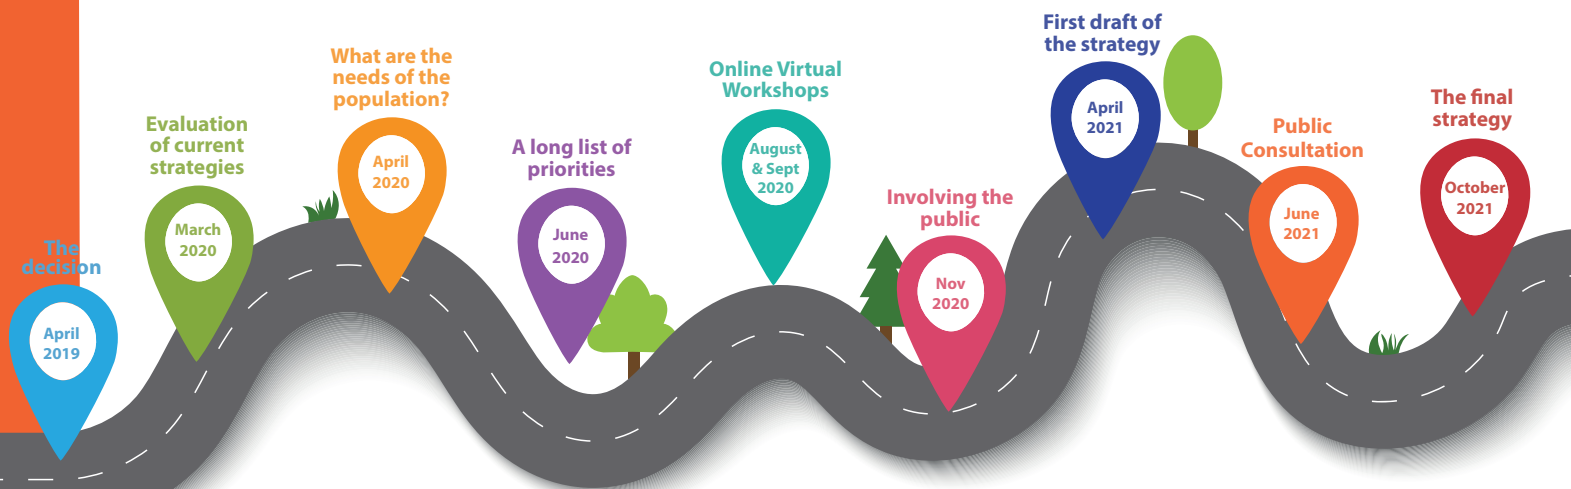 The
decision
April
2019
Evaluation
of current
strategies
March
2020
What are the
needs of the
population?
April
2020
A long list of
priorities
June
2020
Online Virtual
Workshops
August
& Sept
2020
Involving the
public
Nov
2020
First draft of
the strategy
April
2021
Public
Consultation
June
2021
The final
strategy
October
2021